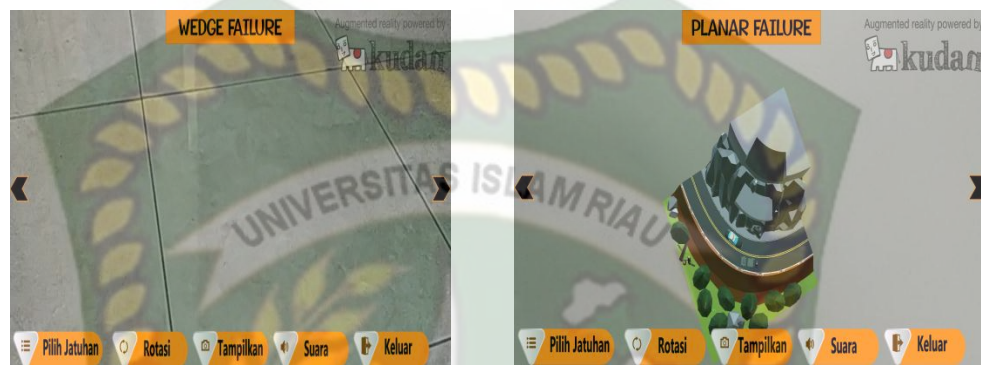 WEDGE FAILURE
Augmented reality powered by
kudan
Pilih Jatuhan
Rotasi
Tampilkan
Suara
Keluar
PLANAR FAILURE
Augmented reality powered by
kudan
Pilih Jatuhan
Rotasi
Tampilkan
Suara
Keluar
UNIVERSITAS ISLAM RIAU